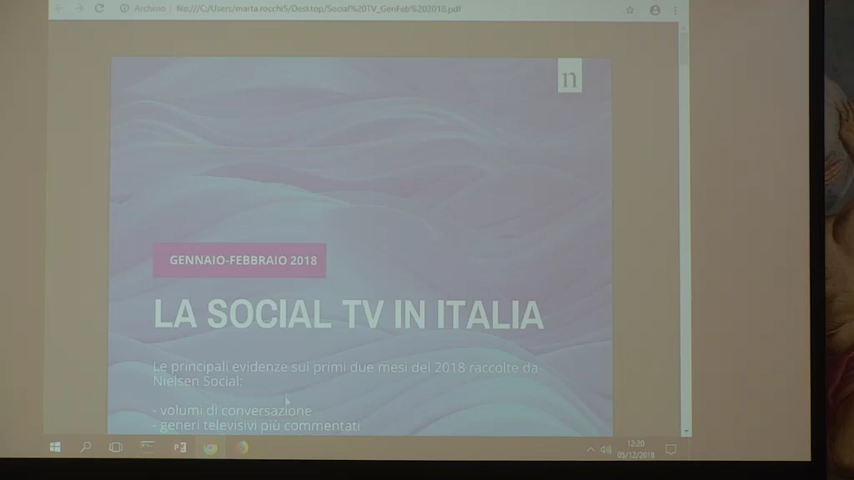 Archivio
file:///C:/Users/marta.rocchi5/Desktop/Social%20TV_GenFeb%202018.pdf
n
GENNAIO-FEBBRAIO 2018
LA SOCIAL TV IN ITALIA
Le principali evidenze sui primi due mesi del 2018 raccolte da
Nielsen Social:
- volumi di conversazione
- generi televisivi più commentati
12:20
05/12/2018